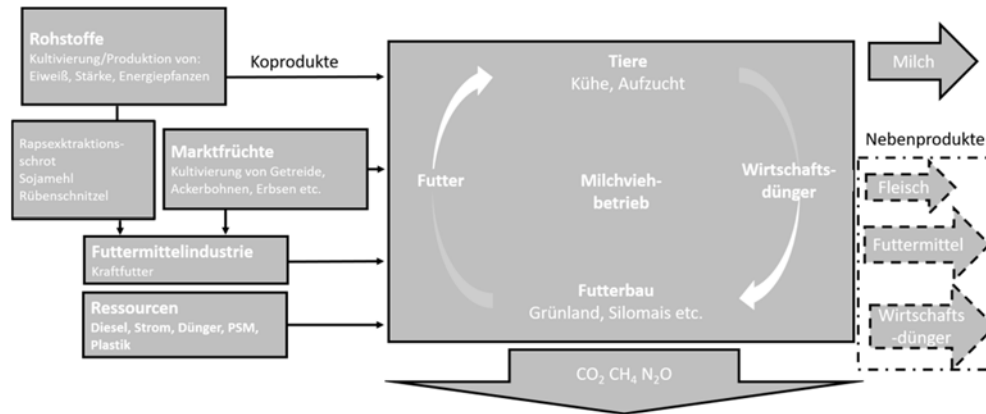 Rohstoffe
Kultivierung/Produktion von:
Eiweiß, Stärke, Energiepfanzen
Koprodukte
Rapsexktraktions-
schrot
Sojamehl
Rübenschnitzel
Marktfrüchte
Kultivierung von Getreide,
Ackerbohnen, Erbsen etc.
Futtermittelindustrie
Kraftfutter
Ressourcen
Diesel, Strom, Dünger, PSM,
Plastik
Tiere
Kühe, Aufzucht
Futter
Milchvieh-
betrieb
Wirtschafts-
dünger
Futterbau
Grünland, Silomais etc.
CO₂ CH₄ N₂O
Milch
Nebenprodukte
Fleisch
Futtermittel
Wirtschafts
-dünger